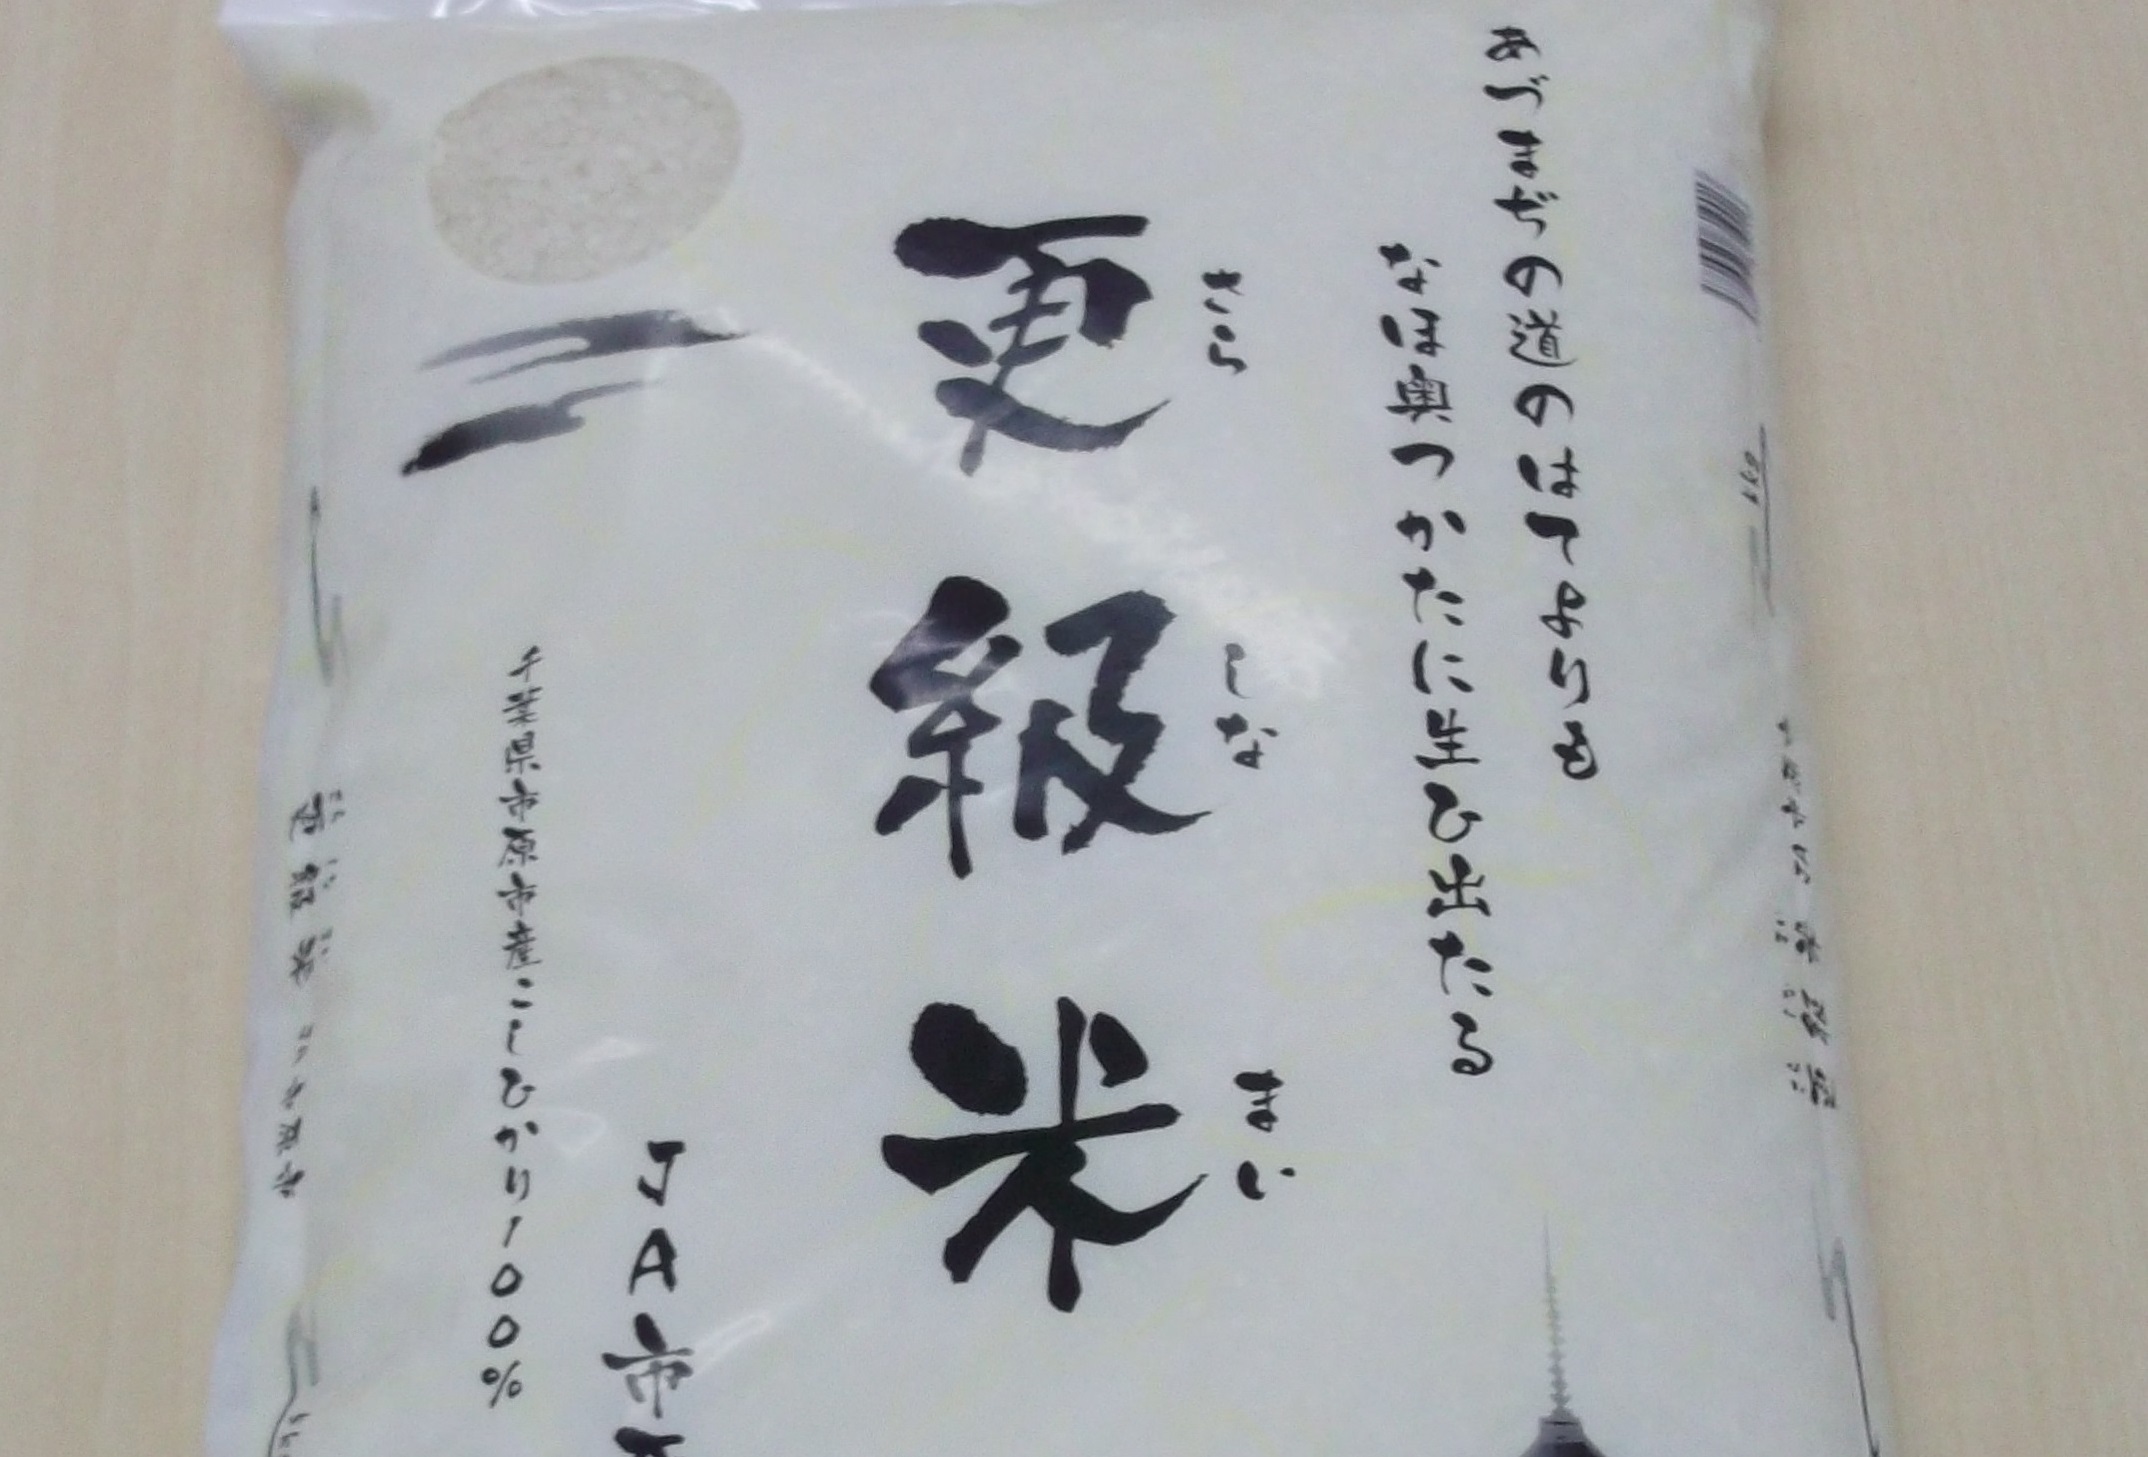 あづまぢの道のはてよりも
なほ奥つかたに生ひ出たる
さらしなまい
更級米
JA市
千葉県市原市産こしひかり100%